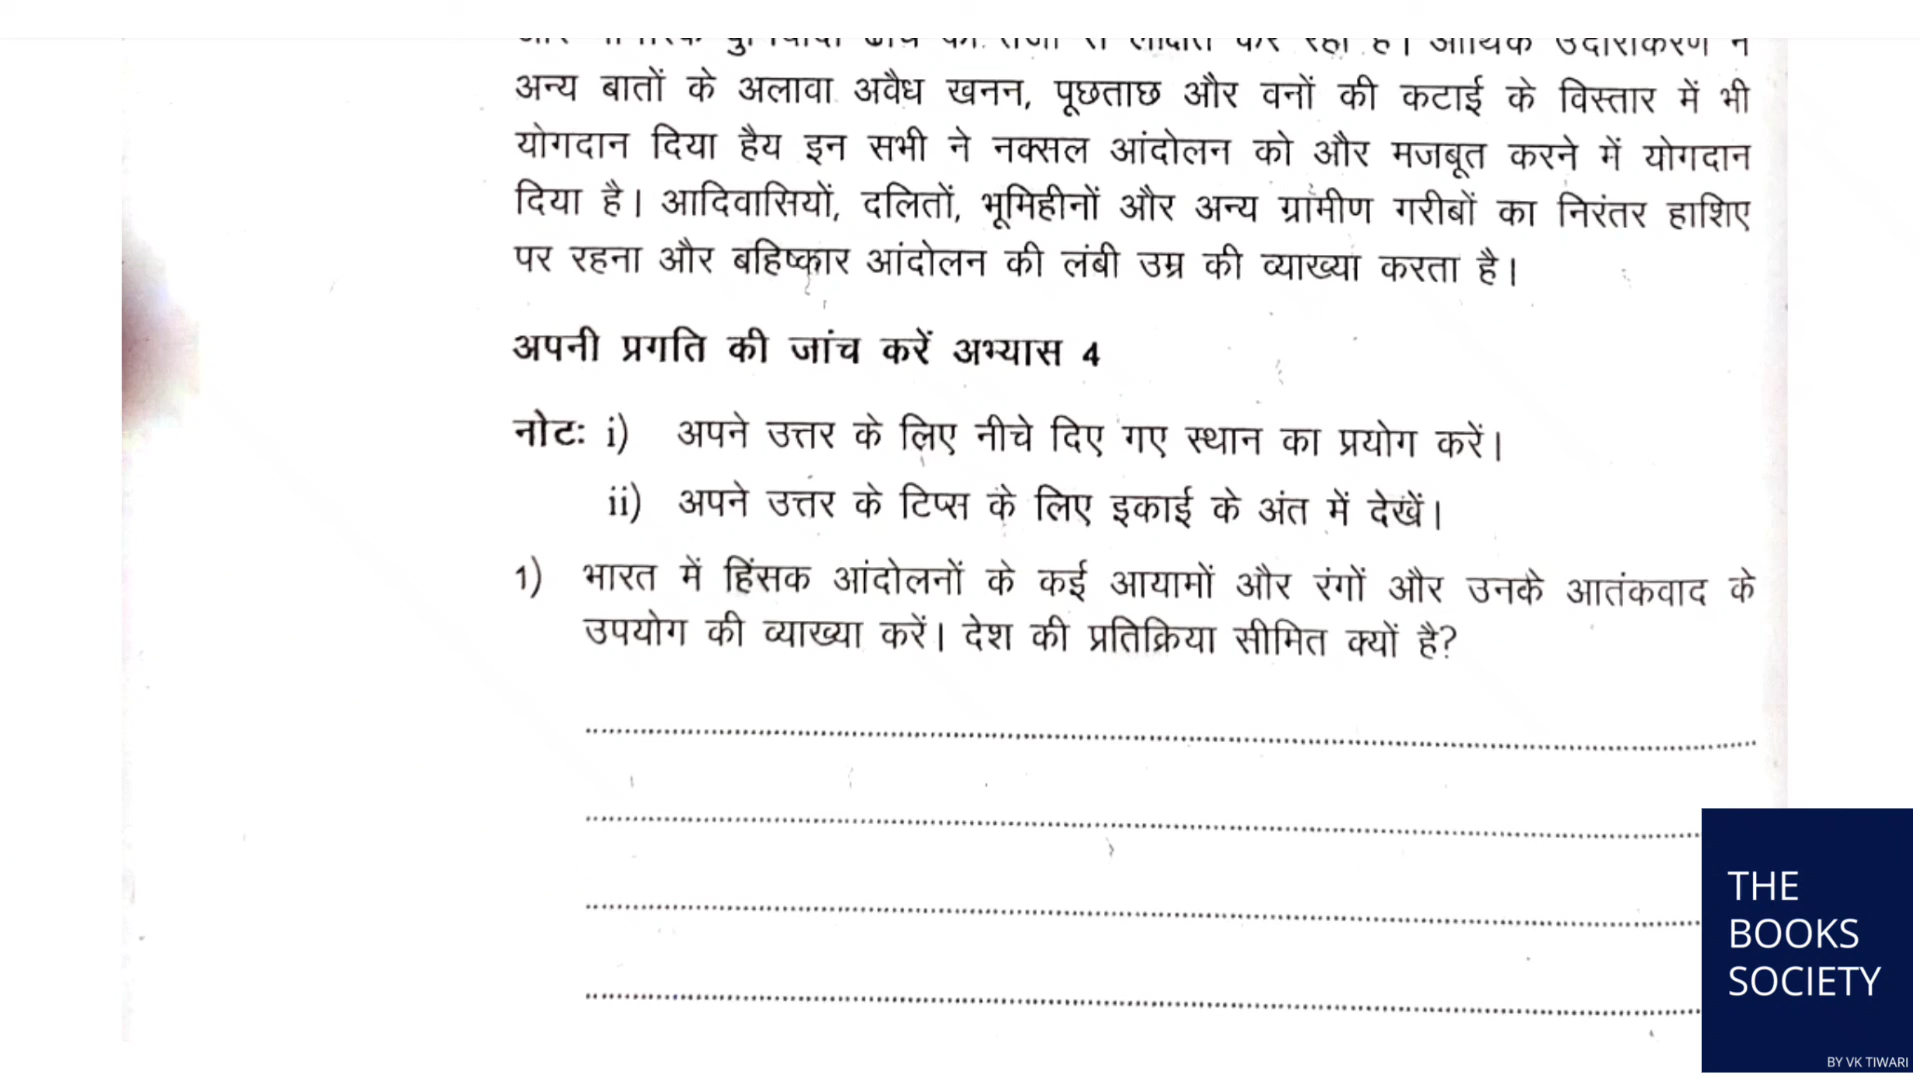 अन्य बातों के अलावा अवैध खनन, पूछताछ और वनों की कटाई के विस्तार में भी
योगदान दिया हैय इन सभी ने नक्सल आंदोलन को और मजबूत करने में योगदान
दिया है। आदिवासियों, दलितों, भूमिहीनों और अन्य ग्रामीण गरीबों का निरंतर हाशिए
पर रहना और बहिष्कार आंदोलन की लंबी उम्र की व्याख्या करता है।
अपनी प्रगति की जांच करें अभ्यास 4
नोटः i) अपने उत्तर के लिए नीचे दिए गए स्थान का प्रयोग करें।
ii) अपने उत्तर के टिप्स के लिए इकाई के अंत में देखें।
1) भारत में हिंसक आंदोलनों के कई आयामों और रंगों और उनके आतंकवाद के
उपयोग की व्याख्या करें। देश की प्रतिक्रिया सीमित क्यों है?
THE
BOOKS
SOCIETY
BY VK TIWARI